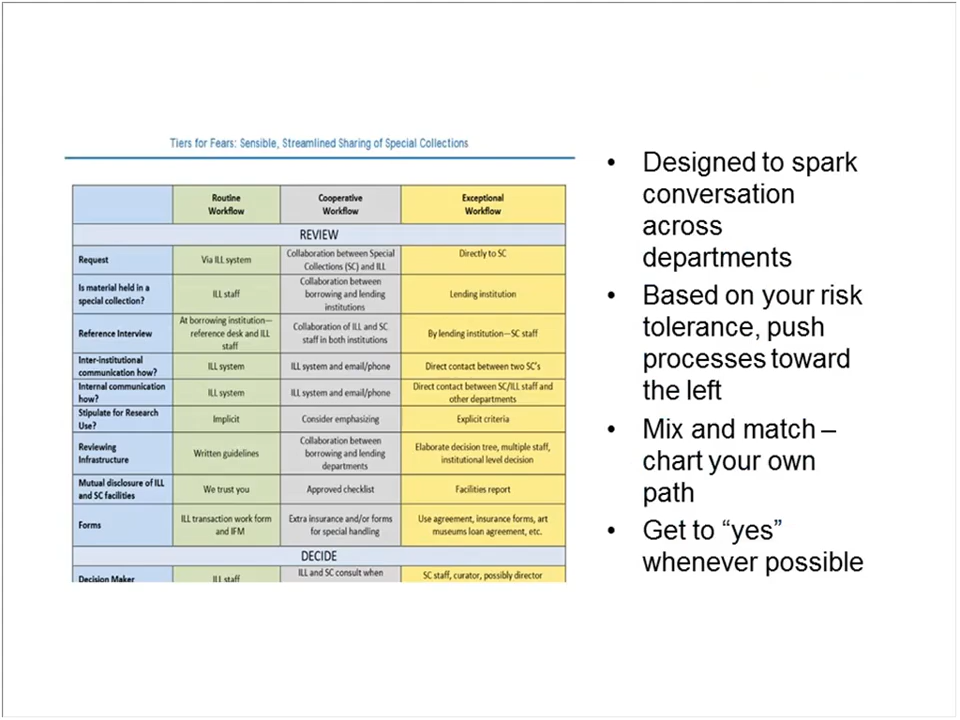 Tiers for Fears: Sensible, Streamlined Sharing of Special Collections
Routine
Workflow
Cooperative
Workflow
Exceptional
Workflow
REVIEW
Request
Via ILL system
Collaboration between Special
Collections (SC) and ILL
Directly to SC
Is material held in a
special collection?
ILL staff
Collaboration between
borrowing and lending
institutions
Lending institution
Reference Interview
At borrowing institution—
reference desk and ILL
staff
Collaboration of ILL and SC
staff in both institutions
By lending institution—SC staff
Inter-institutional
communication how?
ILL system
ILL system and email/phone
Direct contact between two SC's
Internal communication
how?
ILL system
ILL system and email/phone
Direct contact between SC/ILL staff and
other departments
Stipulate for Research
Use?
Implicit
Consider emphasizing
Explicit criteria
Reviewing
Infrastructure
Written guidelines
Collaboration between
borrowing and lending
departments
Elaborate decision tree, multiple staff,
institutional level decision
Mutual disclosure of ILL
and SC facilities
We trust you
Approved checklist
Facilities report
Forms
ILL transaction work form
and IFM
Extra insurance and/or forms
for special handling
Use agreement, insurance forms, art
museums loan agreement, etc.
DECIDE
Decision Maker
ILL staff
ILL and SC consult when
SC staff, curator, possibly director
• Designed to spark
conversation
across
departments
• Based on your risk
tolerance, push
processes toward
the left
• Mix and match –
chart your own
path
• Get to “yes”
whenever possible